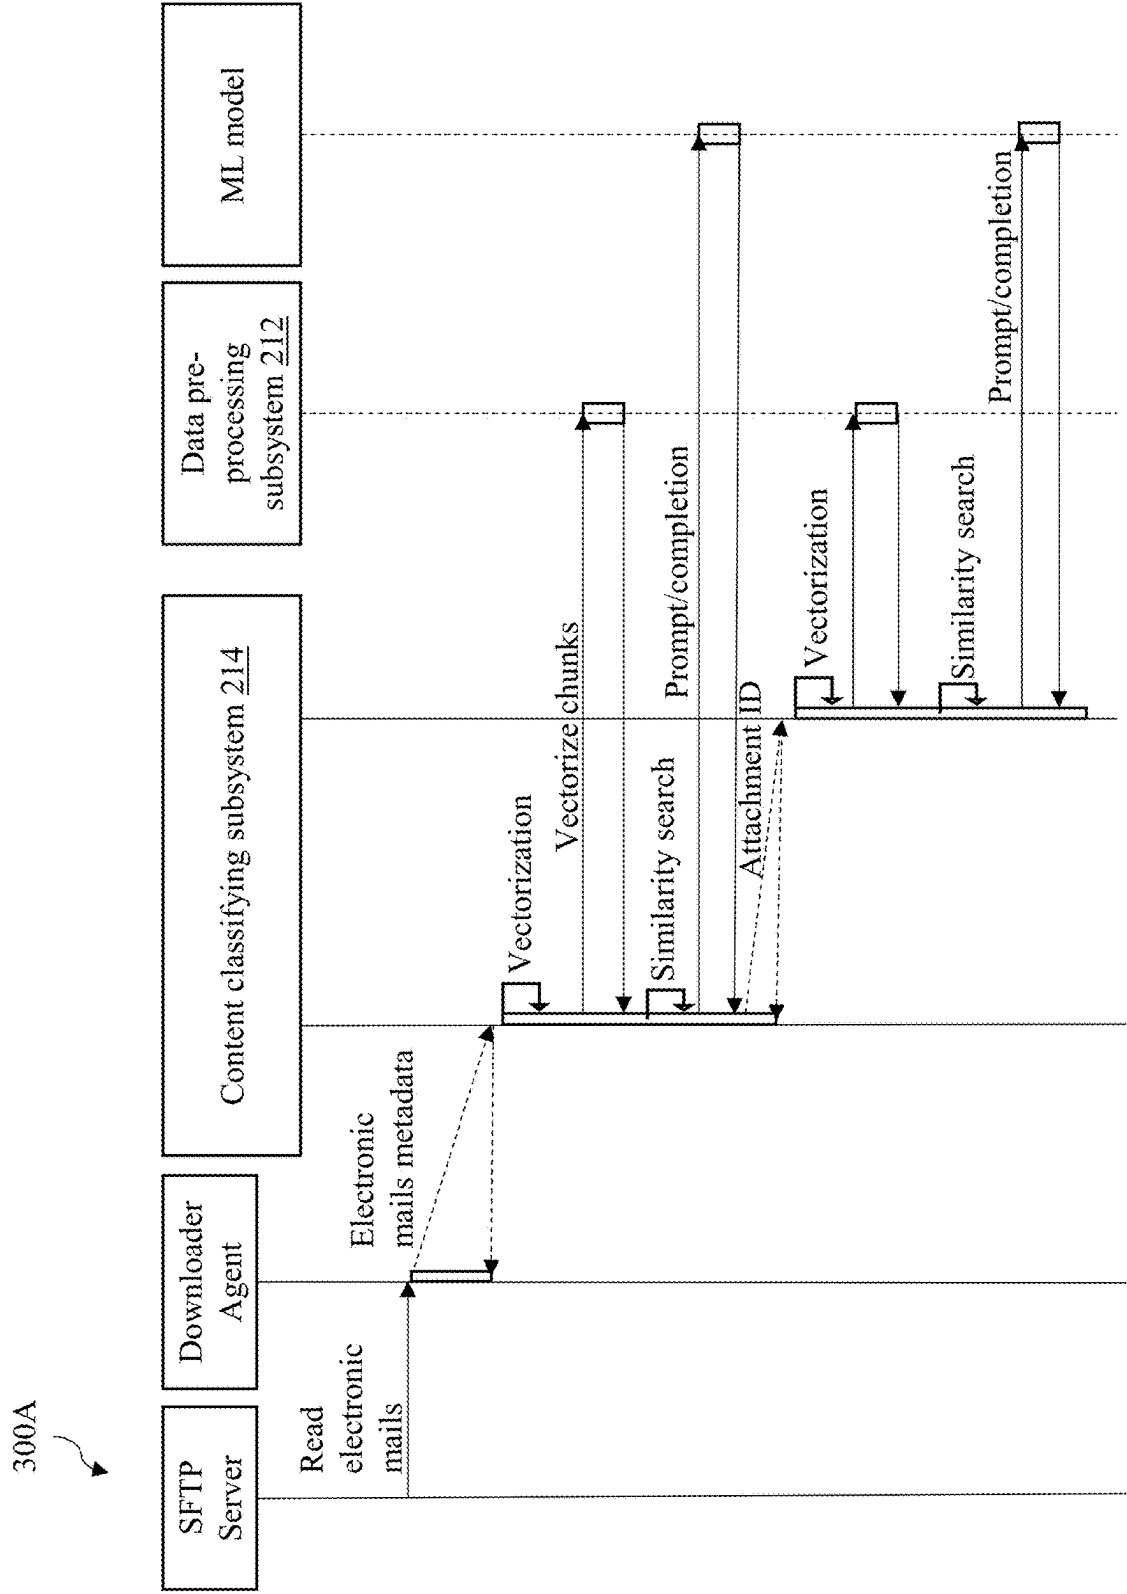 300A
SFTP
Server
Downloader
Agent
Content classifying subsystem 214
Data pre-
processing
subsystem 212
ML model
Read
electronic
mails
Electronic
mails metadata
Vectorization
Vectorize chunks
Similarity search
Prompt/completion
Attachment ID
Vectorization
Similarity search
Prompt/completion